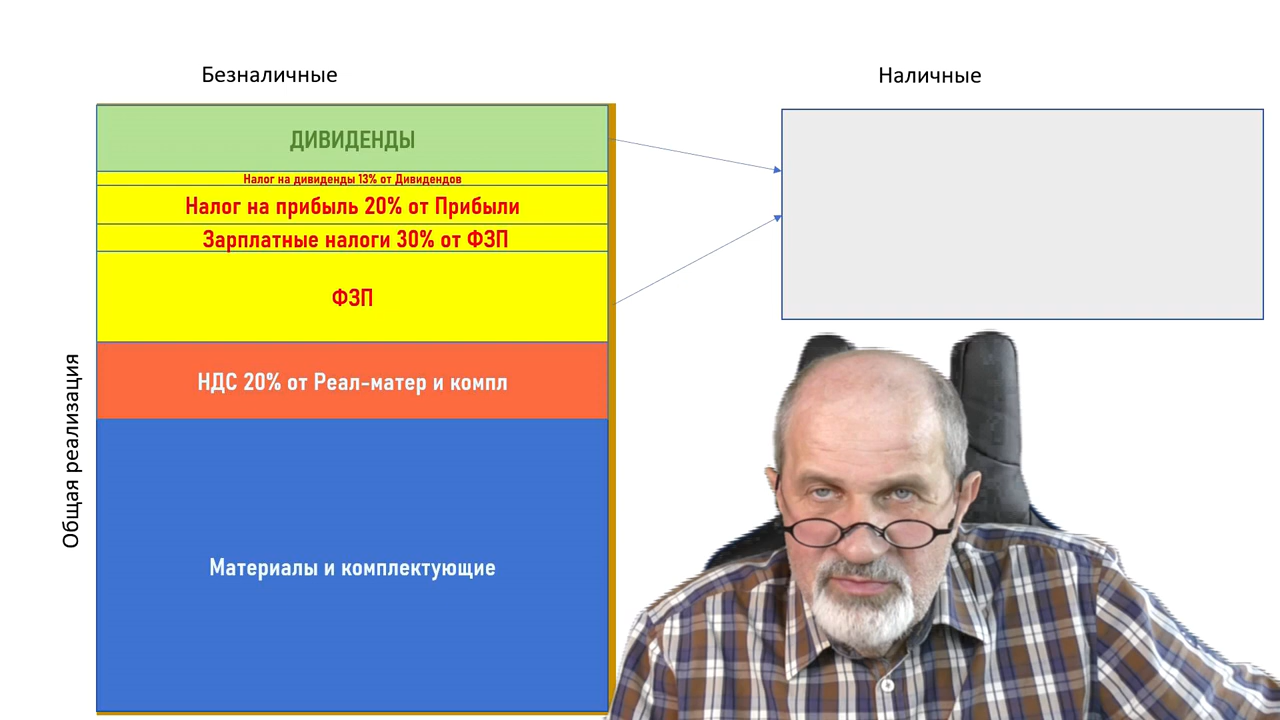 Безналичные
Наличные
ДИВИДЕНДЫ
Налог на дивиденды 13% от Дивидендов
Налог на прибыль 20% от Прибыли
Зарплатные налоги 30% от ФЗП
ФЗП
НДС 20% от Реал-матер и компл
Материалы и комплектующие
Общая реализация